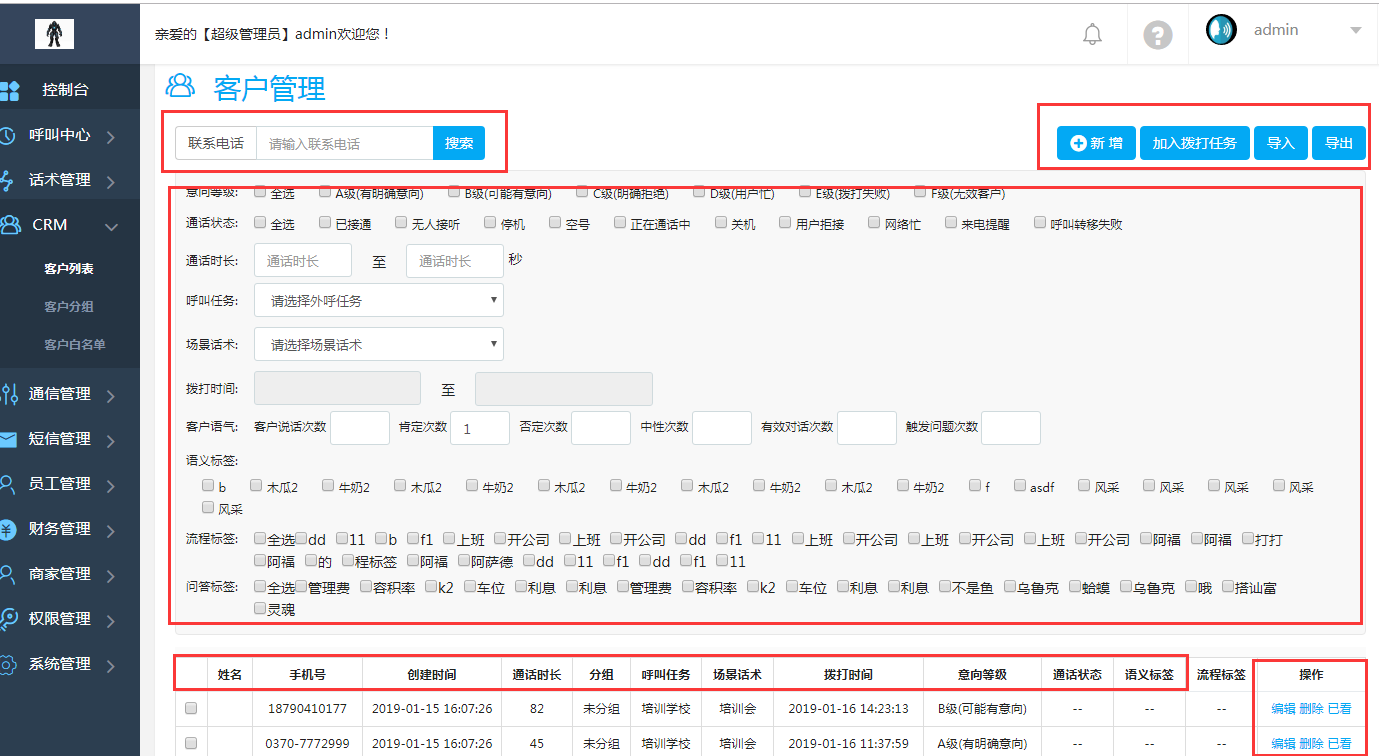 亲爱的【超级管理员】admin欢迎您！
admin
控制台
呼叫中心
话术管理
CRM
客户列表
客户分组
客户白名单
通信管理
短信管理
员工管理
财务管理
商家管理
权限管理
系统管理
客户管理
联系电话 请输入联系电话 搜索
新增 加入拨打任务 导入 导出
意向等级: 全选 A级(有明确意向) B级(可能有意向) C级(明确拒绝) D级(用户忙) E级(拨打失败) F级(无效客户)
通话状态: 全选 已接通 无人接听 停机 空号 正在通话中 关机 用户拒接 网络忙 来电提醒 呼叫转移失败
通话时长: 通话时长 至 通话时长 秒
呼叫任务: 请选择外呼任务
场景话术: 请选择场景话术
拨打时间: 至
客户语气: 客户说话次数 肯定次数 1 否定次数 中性次数 有效对话次数 触发问题次数
语义标签:
b 木瓜2 牛奶2 木瓜2 牛奶2 木瓜2 牛奶2 木瓜2 牛奶2 木瓜2 牛奶2 f asdf 风采 风采 风采 风采
风采
流程标签: 全选 dd 11 b f1 上班 开公司 上班 开公司 dd f1 11 上班 开公司 上班 开公司 上班 开公司 阿福 阿福 打打
阿福 的 程标签 阿福 阿萨德 dd 11 f1 dd f1 11
问答标签: 全选 管理费 容积率 k2 车位 利息 利息 管理费 容积率 k2 车位 利息 利息 不是鱼 乌鲁克 蛤蟆 乌鲁克 哦 搭讪富
灵魂
姓名 手机号 创建时间 通话时长 分组 呼叫任务 场景话术 拨打时间 意向等级 通话状态 语义标签 流程标签 操作
18790410177 2019-01-15 16:07:26 82 未分组 培训学校 培训会 2019-01-16 14:23:13 B级(可能有意向) -- -- -- 编辑 删除 已看
0370-7772999 2019-01-15 16:07:26 45 未分组 培训学校 培训会 2019-01-16 11:37:59 A级(有明确意向) -- -- -- 编辑 删除 已看